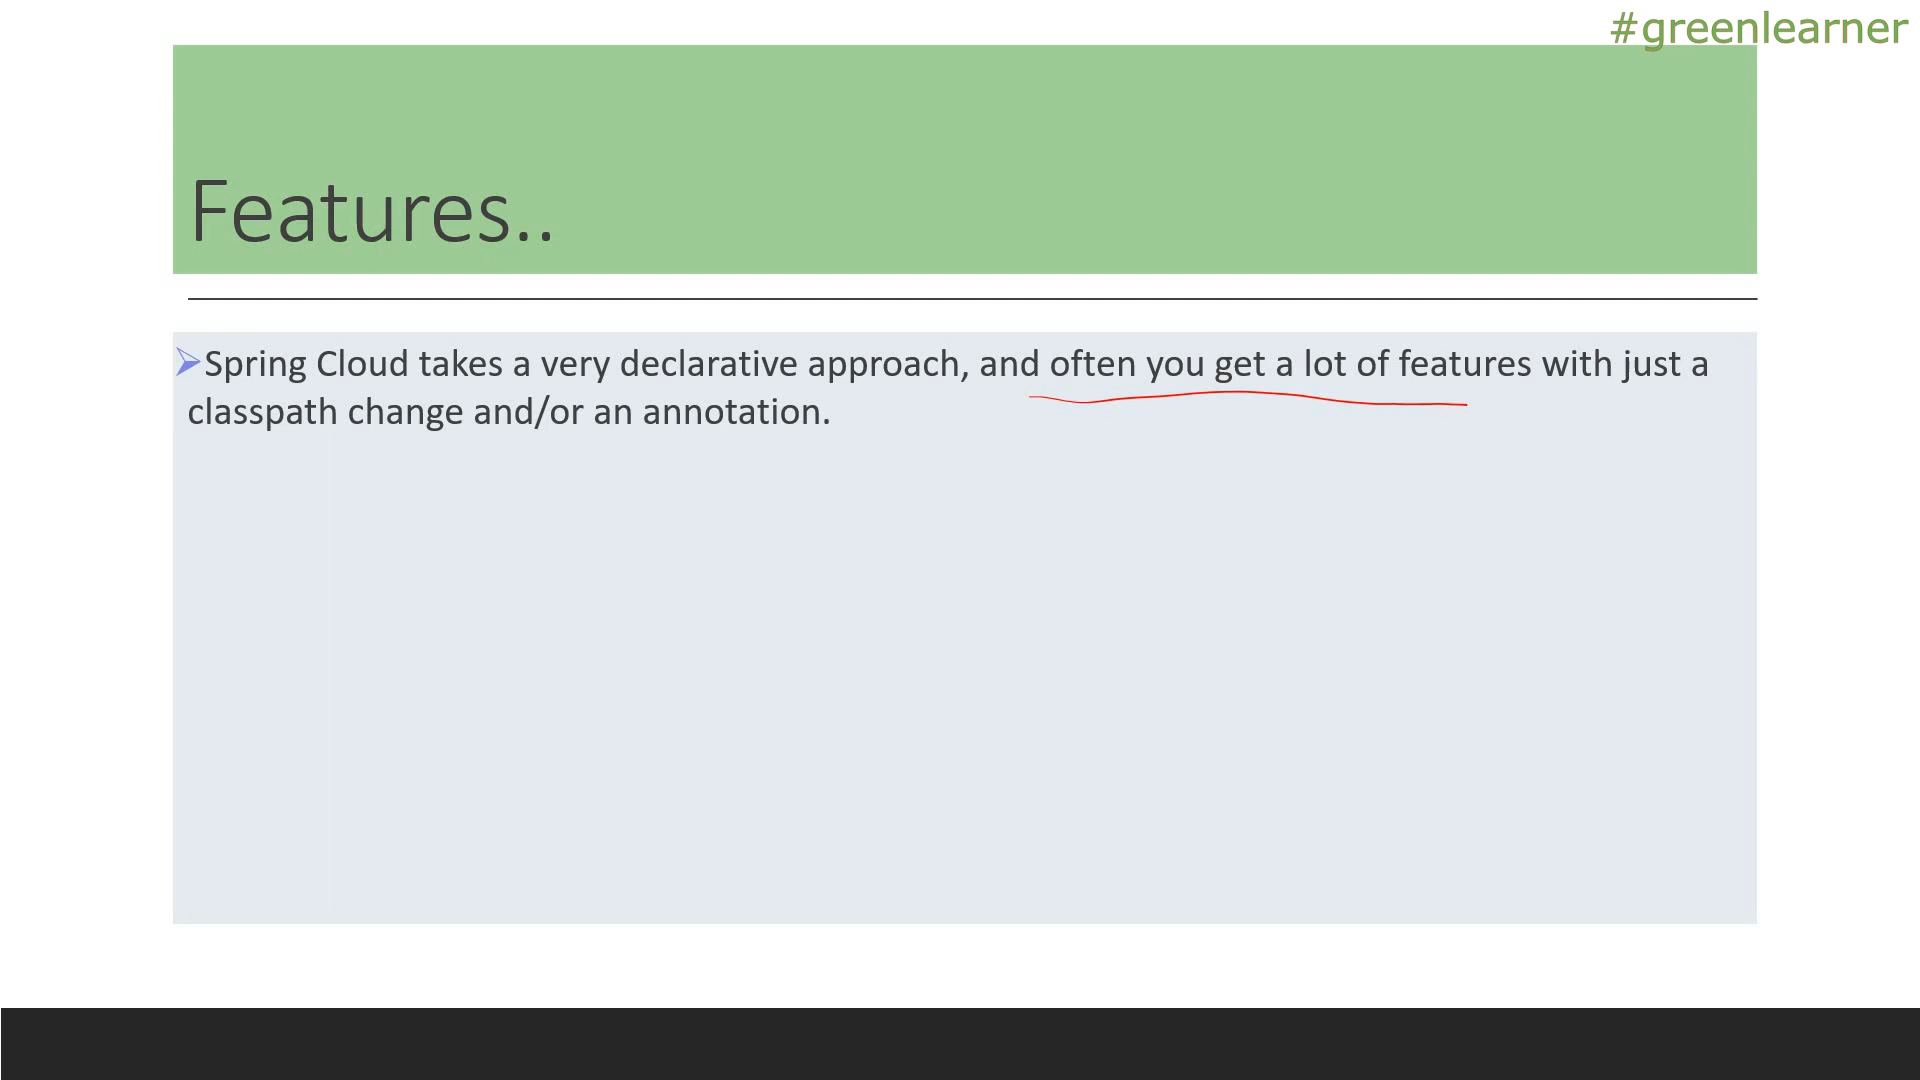 #greenlearner
Features..
Spring Cloud takes a very declarative approach, and often you get a lot of features with just a
classpath change and/or an annotation.